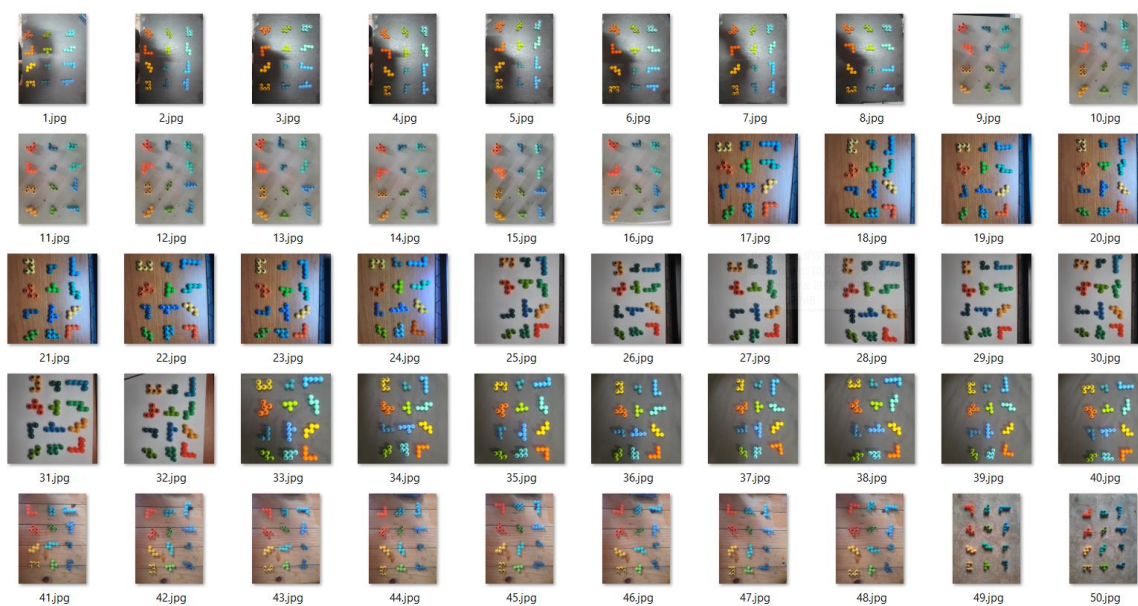 1.jpg 2.jpg 3.jpg 4.jpg 5.jpg 6.jpg 7.jpg 8.jpg 9.jpg 10.jpg
11.jpg 12.jpg 13.jpg 14.jpg 15.jpg 16.jpg 17.jpg 18.jpg 19.jpg 20.jpg
21.jpg 22.jpg 23.jpg 24.jpg 25.jpg 26.jpg 27.jpg 28.jpg 29.jpg 30.jpg
31.jpg 32.jpg 33.jpg 34.jpg 35.jpg 36.jpg 37.jpg 38.jpg 39.jpg 40.jpg
41.jpg 42.jpg 43.jpg 44.jpg 45.jpg 46.jpg 47.jpg 48.jpg 49.jpg 50.jpg